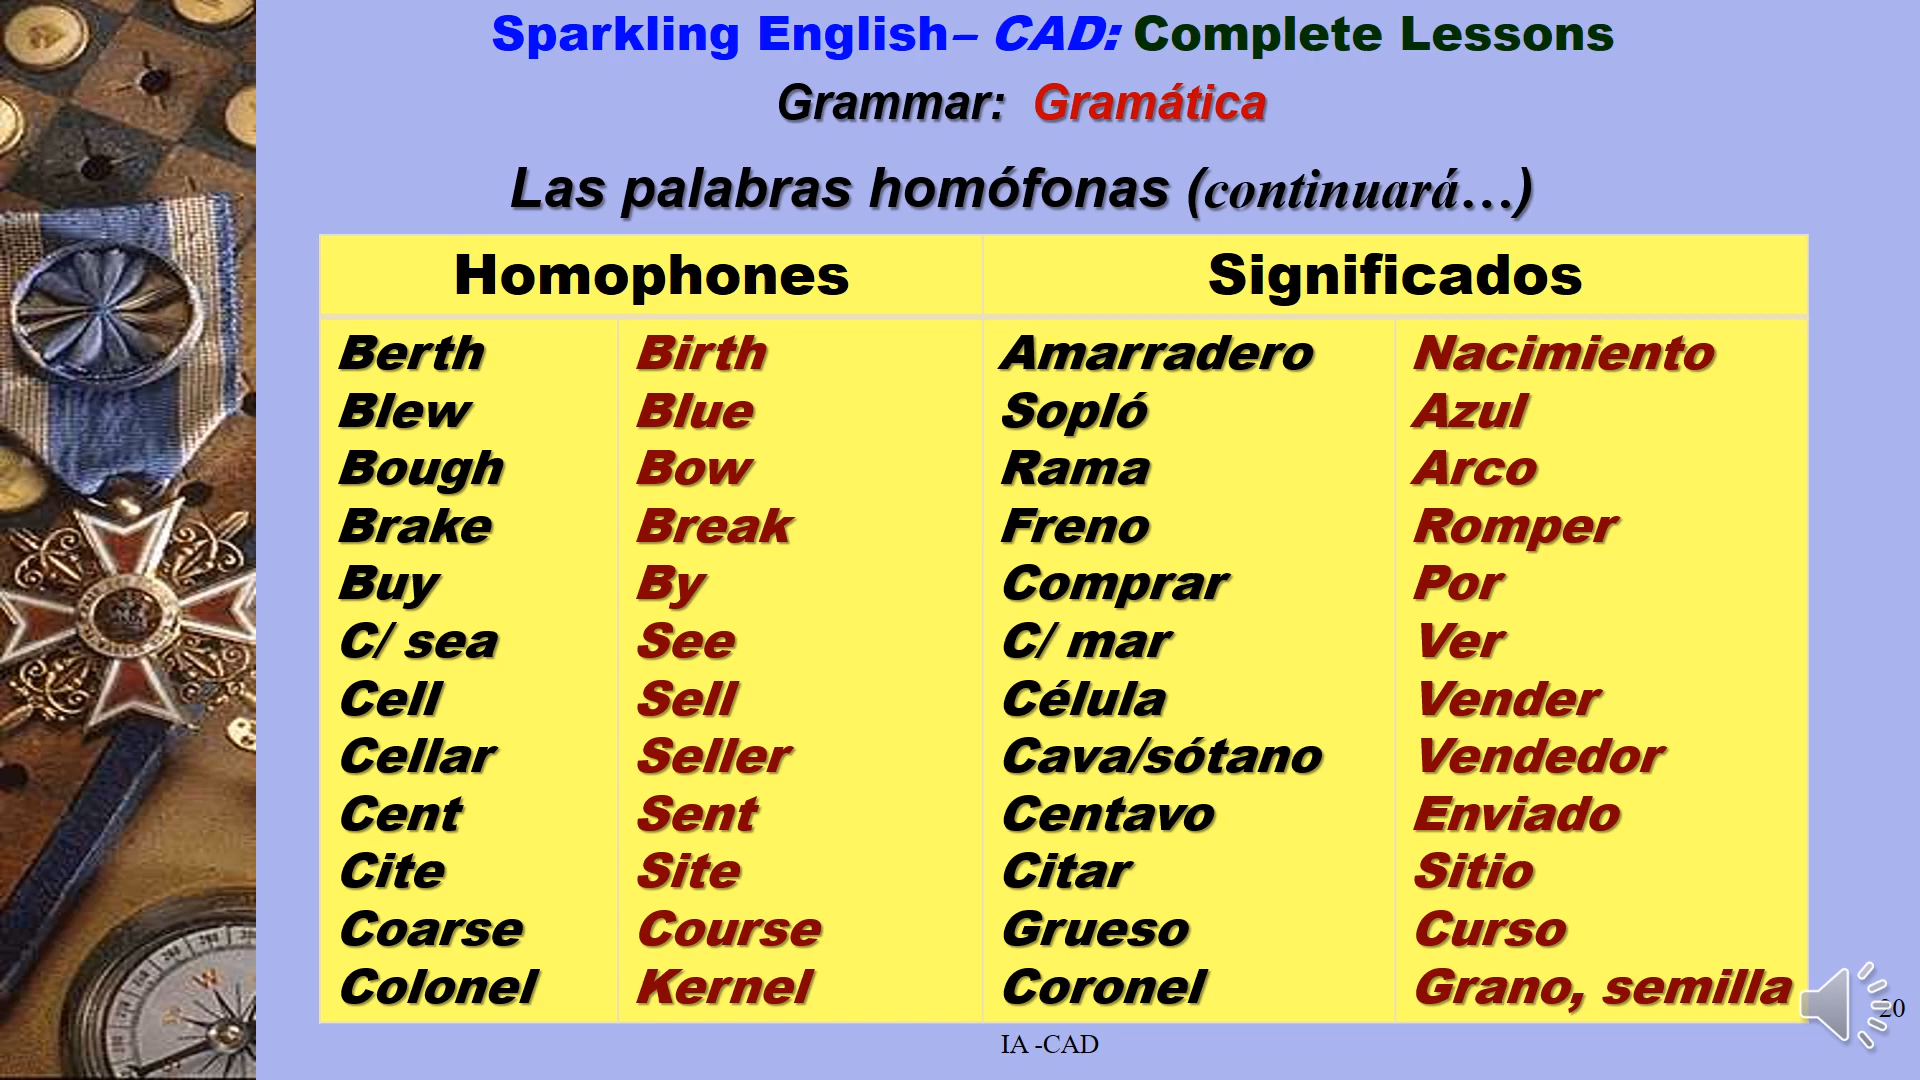 Sparkling English– CAD: Complete Lessons
Grammar: Gramática
Las palabras homófonas (continuará…)
Homophones Significados
Berth Birth Amarradero Nacimiento
Blew Blue Sopló Azul
Bough Bow Rama Arco
Brake Break Freno Romper
Buy By Comprar Por
C/ sea See C/ mar Ver
Cell Sell Célula Vender
Cellar Seller Cava/sótano Vendedor
Cent Sent Centavo Enviado
Cite Site Citar Sitio
Coarse Course Grueso Curso
Colonel Kernel Coronel Grano, semilla
20
IA -CAD